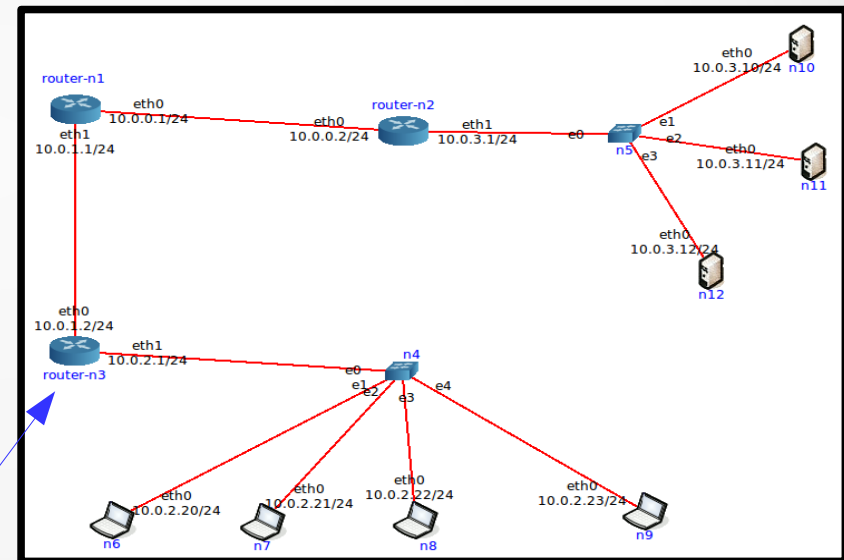 router-n1
eth0
10.0.0.1/24
eth1
10.0.1.1/24
eth0
10.0.0.2/24
router-n2
eth1
10.0.3.1/24
e0
n5
e1
e2
e3
eth0
10.0.3.10/24
n10
eth0
10.0.3.11/24
n11
eth0
10.0.3.12/24
n12
eth0
10.0.1.2/24
router-n3
eth1
10.0.2.1/24
n4
e0
e1
e2
e3
e4
eth0
10.0.2.20/24
n6
eth0
10.0.2.21/24
n7
eth0
10.0.2.22/24
n8
eth0
10.0.2.23/24
n9